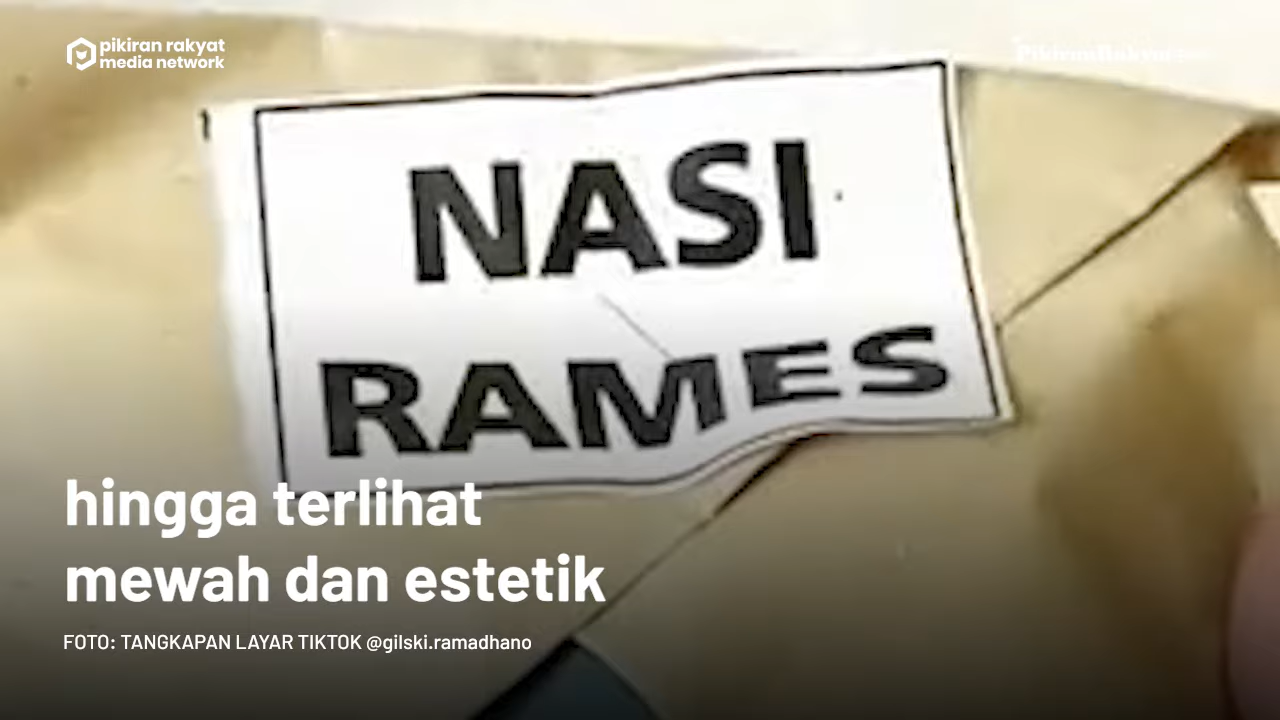 pikiran rakyat
media network
NASI
RAMES
hingga terlihat
mewah dan estetik
FOTO: TANGKAPAN LAYAR TIKTOK @gilski.ramadhano